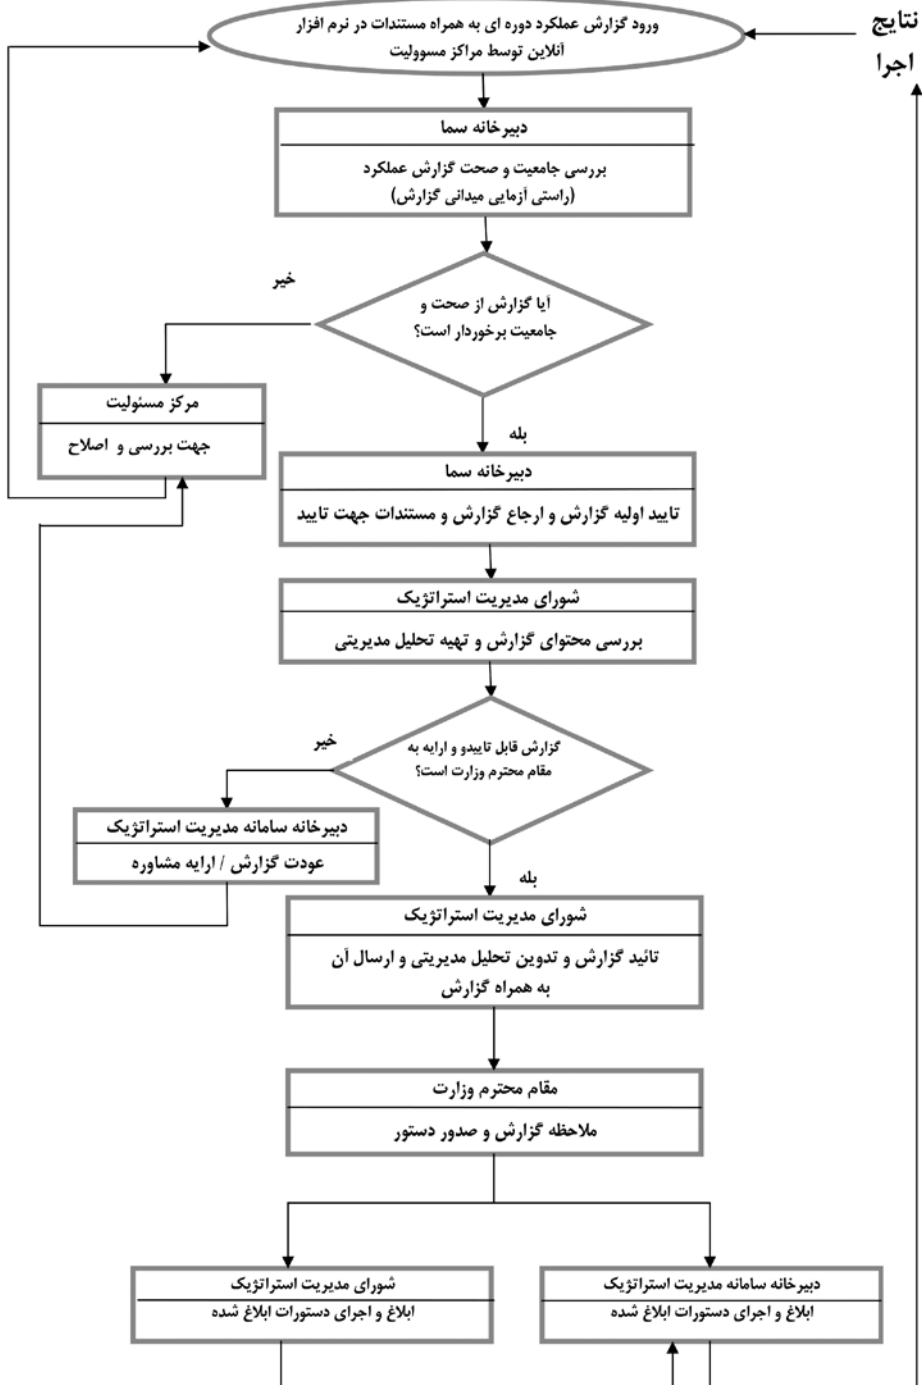 ورود گزارش عملکرد دوره ای به همراه مستندات در نرم افزار
آنلاین توسط مراکز مسوولیت
نتایج
اجرا
دبیرخانه سما
بررسی جامعیت و صحت گزارش عملکرد
(راستی آزمایی میدانی گزارش)
آیا گزارش از صحت و
جامعیت برخوردار است؟
خیر
مرکز مسئولیت
جهت بررسی و اصلاح
بله
دبیرخانه سما
تایید اولیه گزارش و ارجاع گزارش و مستندات جهت تایید
شورای مدیریت استراتژیک
بررسی محتوای گزارش و تهیه تحلیل مدیریتی
گزارش قابل تاییدو و ارایه به
مقام محترم وزارت است؟
خیر
دبیرخانه سامانه مدیریت استراتژیک
عودت گزارش / ارایه مشاوره
بله
شورای مدیریت استراتژیک
تائید گزارش و تدوین تحلیل مدیریتی و ارسال آن
به همراه گزارش
مقام محترم وزارت
ملاحظه گزارش و صدور دستور
دبیرخانه سامانه مدیریت استراتژیک
ابلاغ و اجرای دستورات ابلاغ شده
شورای مدیریت استراتژیک
ابلاغ و اجرای دستورات ابلاغ شده